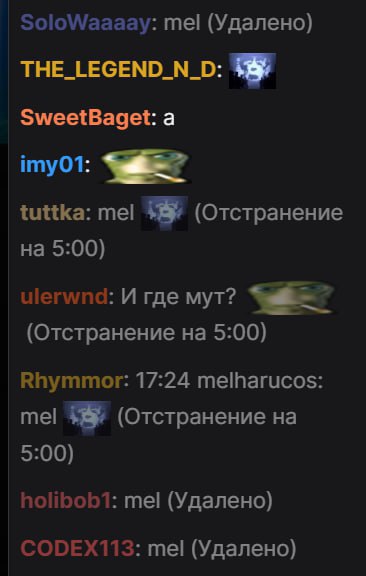 SoloWaaaay: mel (Удалено)
THE_LEGEND_N_D:
SweetBaget: a
imy01:
tuttka: mel (Отстранение
на 5:00)
ulerwnd: И где мут?
(Отстранение на 5:00)
Rhymmor: 17:24 melharucos:
mel (Отстранение на
5:00)
holibob1: mel (Удалено)
CODEX113: mel (Удалено)